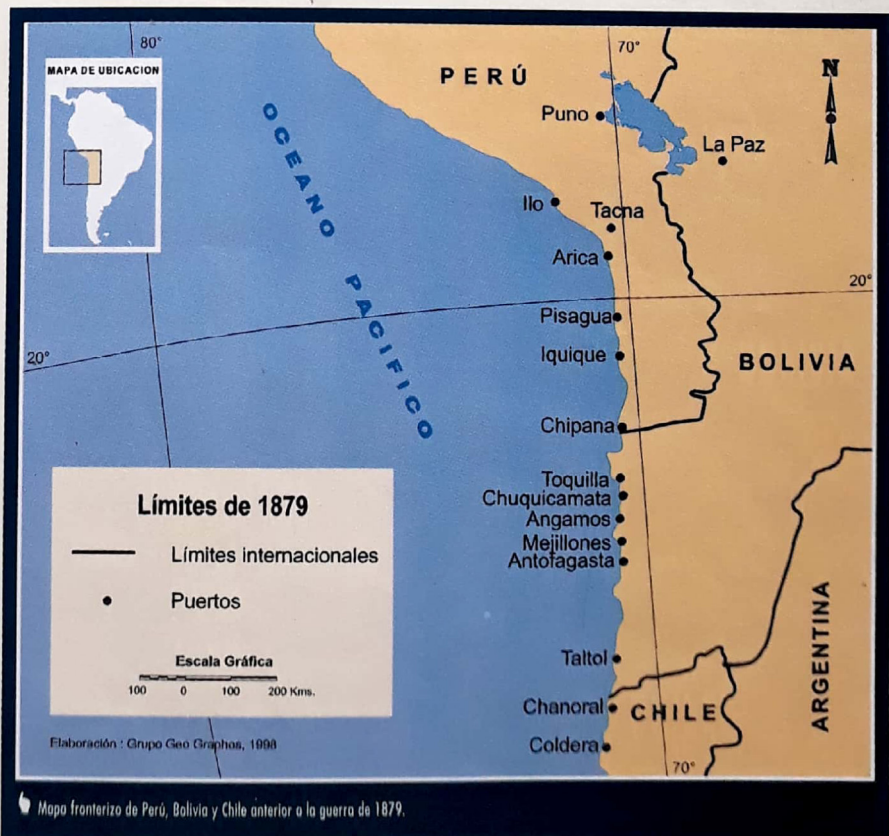 80°
70°
MAPA DE UBICACION
PERÚ
N
Puno
La Paz
OCEANO PACIFICO
Ilo
Tacna
Arica
20°
Pisagua
20°
Iquique
BOLIVIA
Chipana
Toquilla
Chuquicamata
Angamos
Mejillones
Antofagasta
Límites de 1879
Límites internacionales
Puertos
Escala Gráfica
100 0 100 200 Kms.
ARGENTINA
Taltol
Chanoral
CHILE
Coldera
Elaboración : Grupo Geo Graphos, 1998
70°
Mapa fronterizo de Perú, Bolivia y Chile anterior a la guerra de 1879.